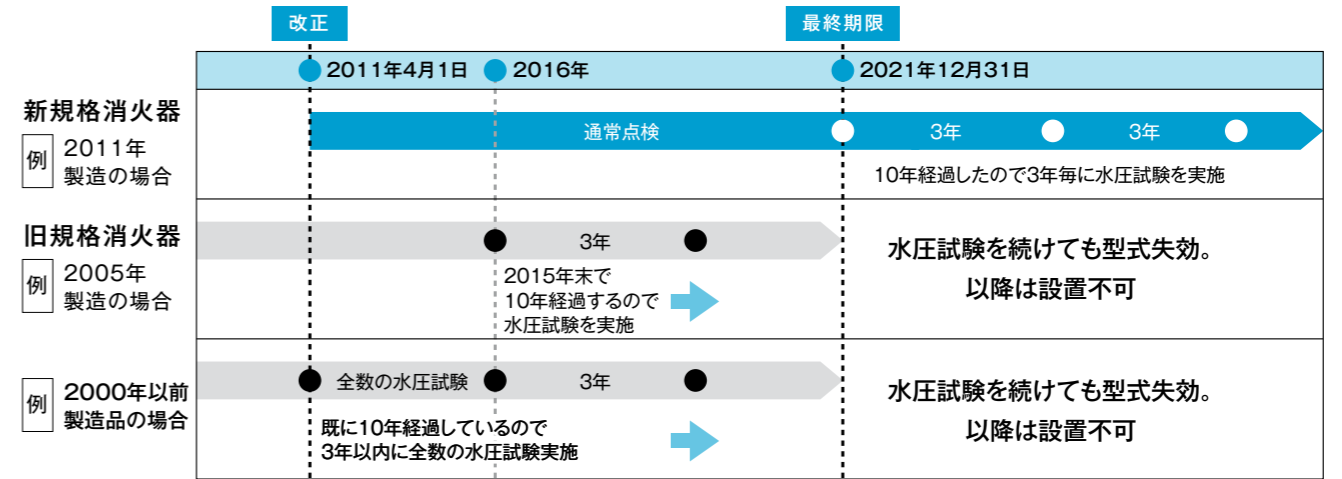 改正
最終期限
2011年4月1日
2016年
2021年12月31日
新規格消火器
例
2011年
製造の場合
通常点検
3年
3年
10年経過したので3年毎に水圧試験を実施
旧規格消火器
例
2005年
製造の場合
3年
2015年末で
10年経過するので
水圧試験を実施
水圧試験を続けても型式失効。
以降は設置不可
例
2000年以前
製造品の場合
全数の水圧試験
3年
既に10年経過しているので
3年以内に全数の水圧試験実施
水圧試験を続けても型式失効。
以降は設置不可